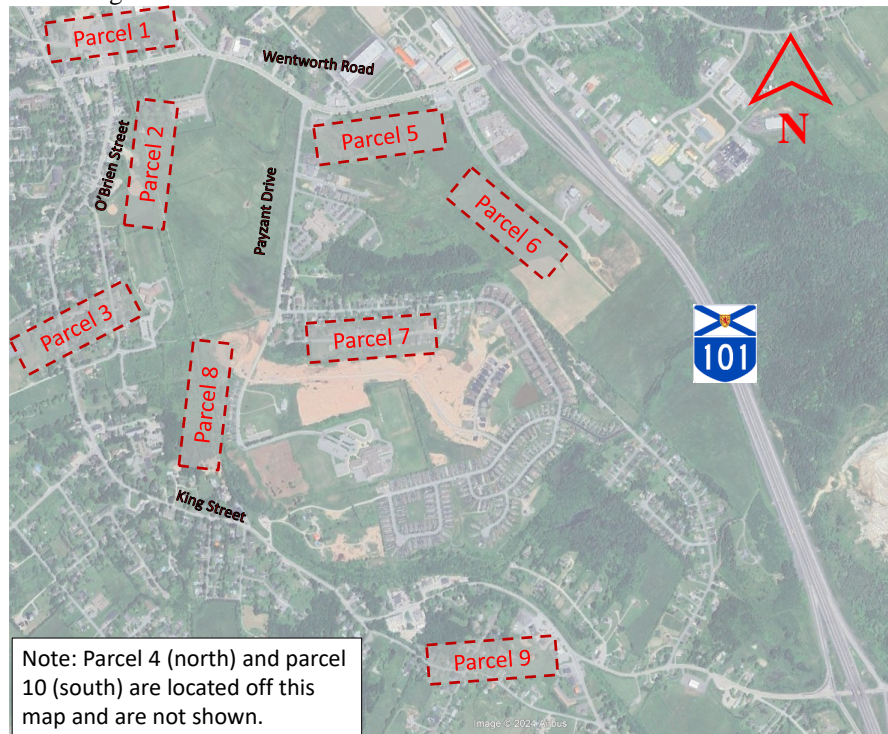 Parcel 1
Wentworth Road
N
O'Brien Street
Parcel 2
Parcel 5
Payzant Drive
Parcel 6
Parcel 3
Parcel 7
101
Parcel 8
King Street
Parcel 9
Note: Parcel 4 (north) and parcel
10 (south) are located off this
map and are not shown.
Image © 2024 Airbus